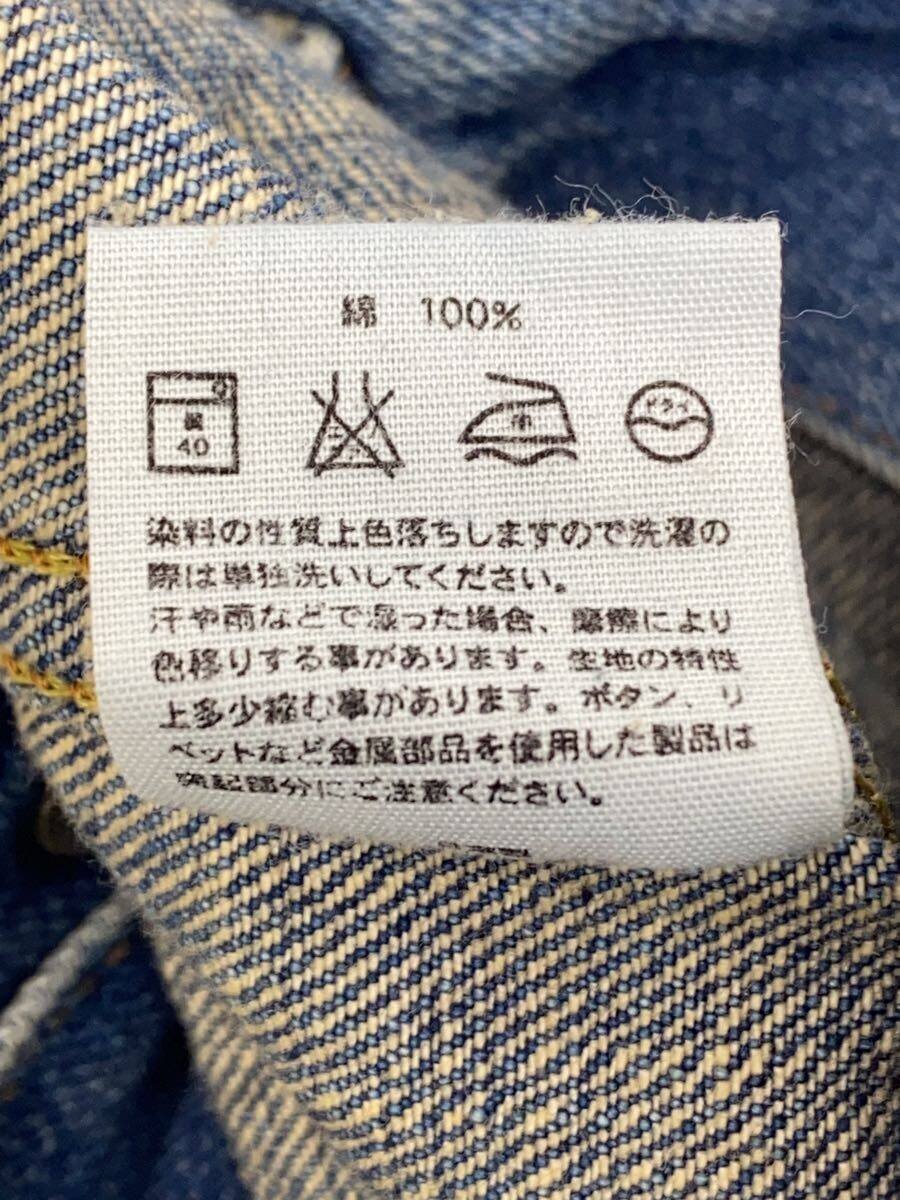 綿 100%
40
中
染料の性質上色落ちしますので洗濯の
際は単独洗いしてください。
汗や雨などで湿った場合、摩擦により
色移りする事があります。生地の特性
上多少縮む事があります。ボタン、リ
ベットなど金属部品を使用した製品は
部分にご注意ください。